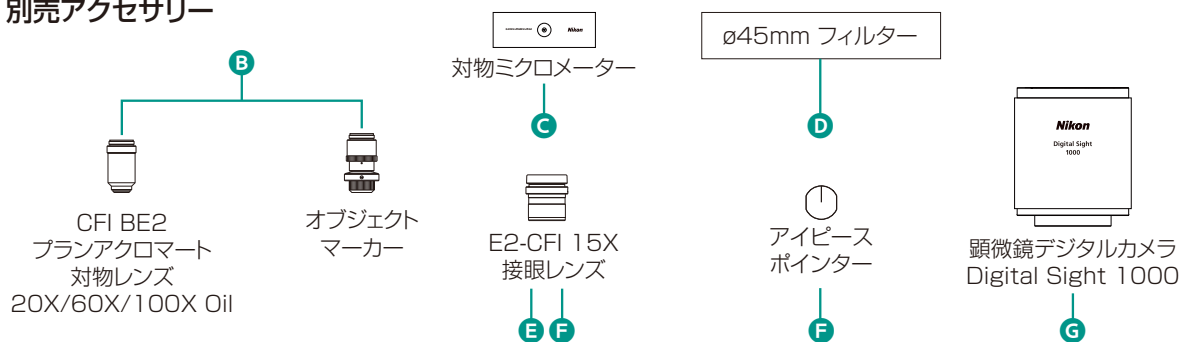 別売アクセサリー
B
CFI BE2
プランアクロマート
対物レンズ
20X/60X/100X Oil
オブジェクト
マーカー
Nikon
対物ミクロメーター
C
E2-CFI 15X
接眼レンズ
E F
ø45mm フィルター
D
アイピース
ポインター
F
Nikon
Digital Sight
1000
顕微鏡デジタルカメラ
Digital Sight 1000
G